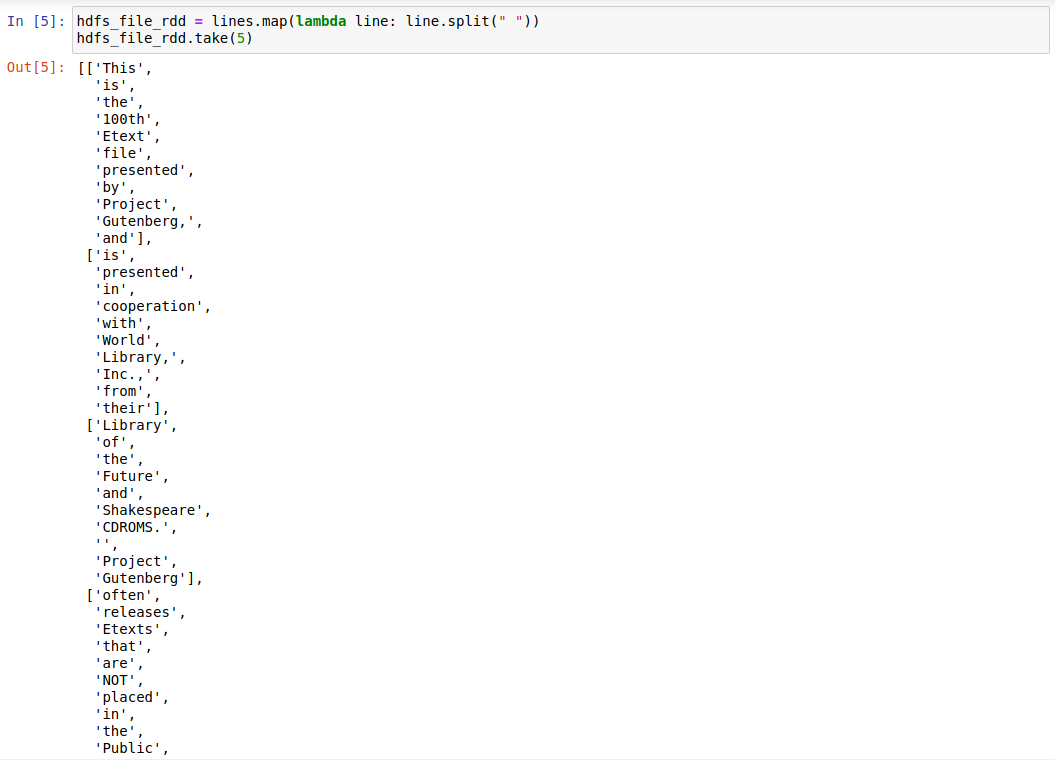 In [5]: hdfs_file_rdd = lines.map(lambda line: line.split(" "))
hdfs_file_rdd.take(5)
Out[5]: [['This',
'is',
'the',
'100th',
'Etext',
'file',
'presented',
'by',
'Project',
'Gutenberg,',
'and'],
['is',
'presented',
'in',
'cooperation',
'with',
'World',
'Library,',
'Inc.,',
'from',
'their'],
['Library',
'of',
'the',
'Future',
'and',
'Shakespeare',
'CDROMS.',
'',
'Project',
'Gutenberg'],
['often',
'releases',
'Etexts',
'that',
'are',
'NOT',
'placed',
'in',
'the',
'Public',